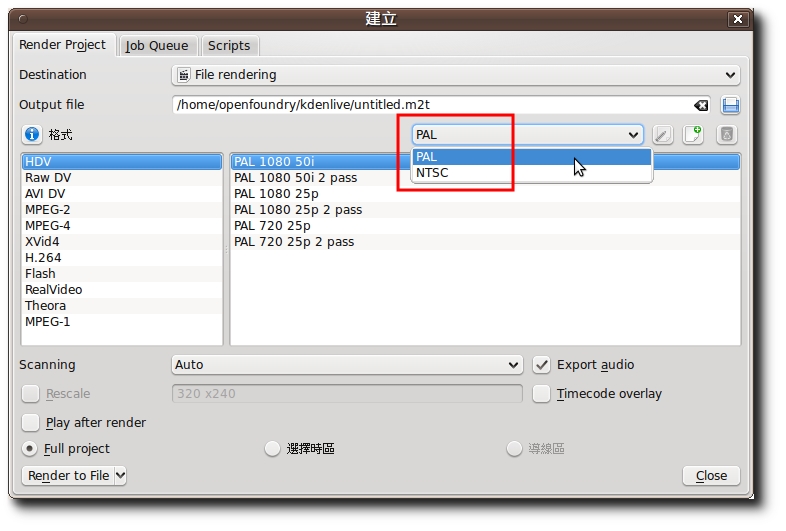 建立
Render Project Job Queue Scripts
Destination File rendering
Output file /home/openfoundry/kdenlive/untitled.m2t
格式 PAL
PAL
NTSC
HDV PAL 1080 50i
Raw DV PAL 1080 50i 2 pass
AVI DV PAL 1080 25p
MPEG-2 PAL 1080 25p 2 pass
MPEG-4 PAL 720 25p
XVid4 PAL 720 25p 2 pass
H.264
Flash
RealVideo
Theora
MPEG-1
Scanning Auto Export audio
Rescale 320 x240 Timecode overlay
Play after render
Full project 選擇時區 導線區
Render to File Close